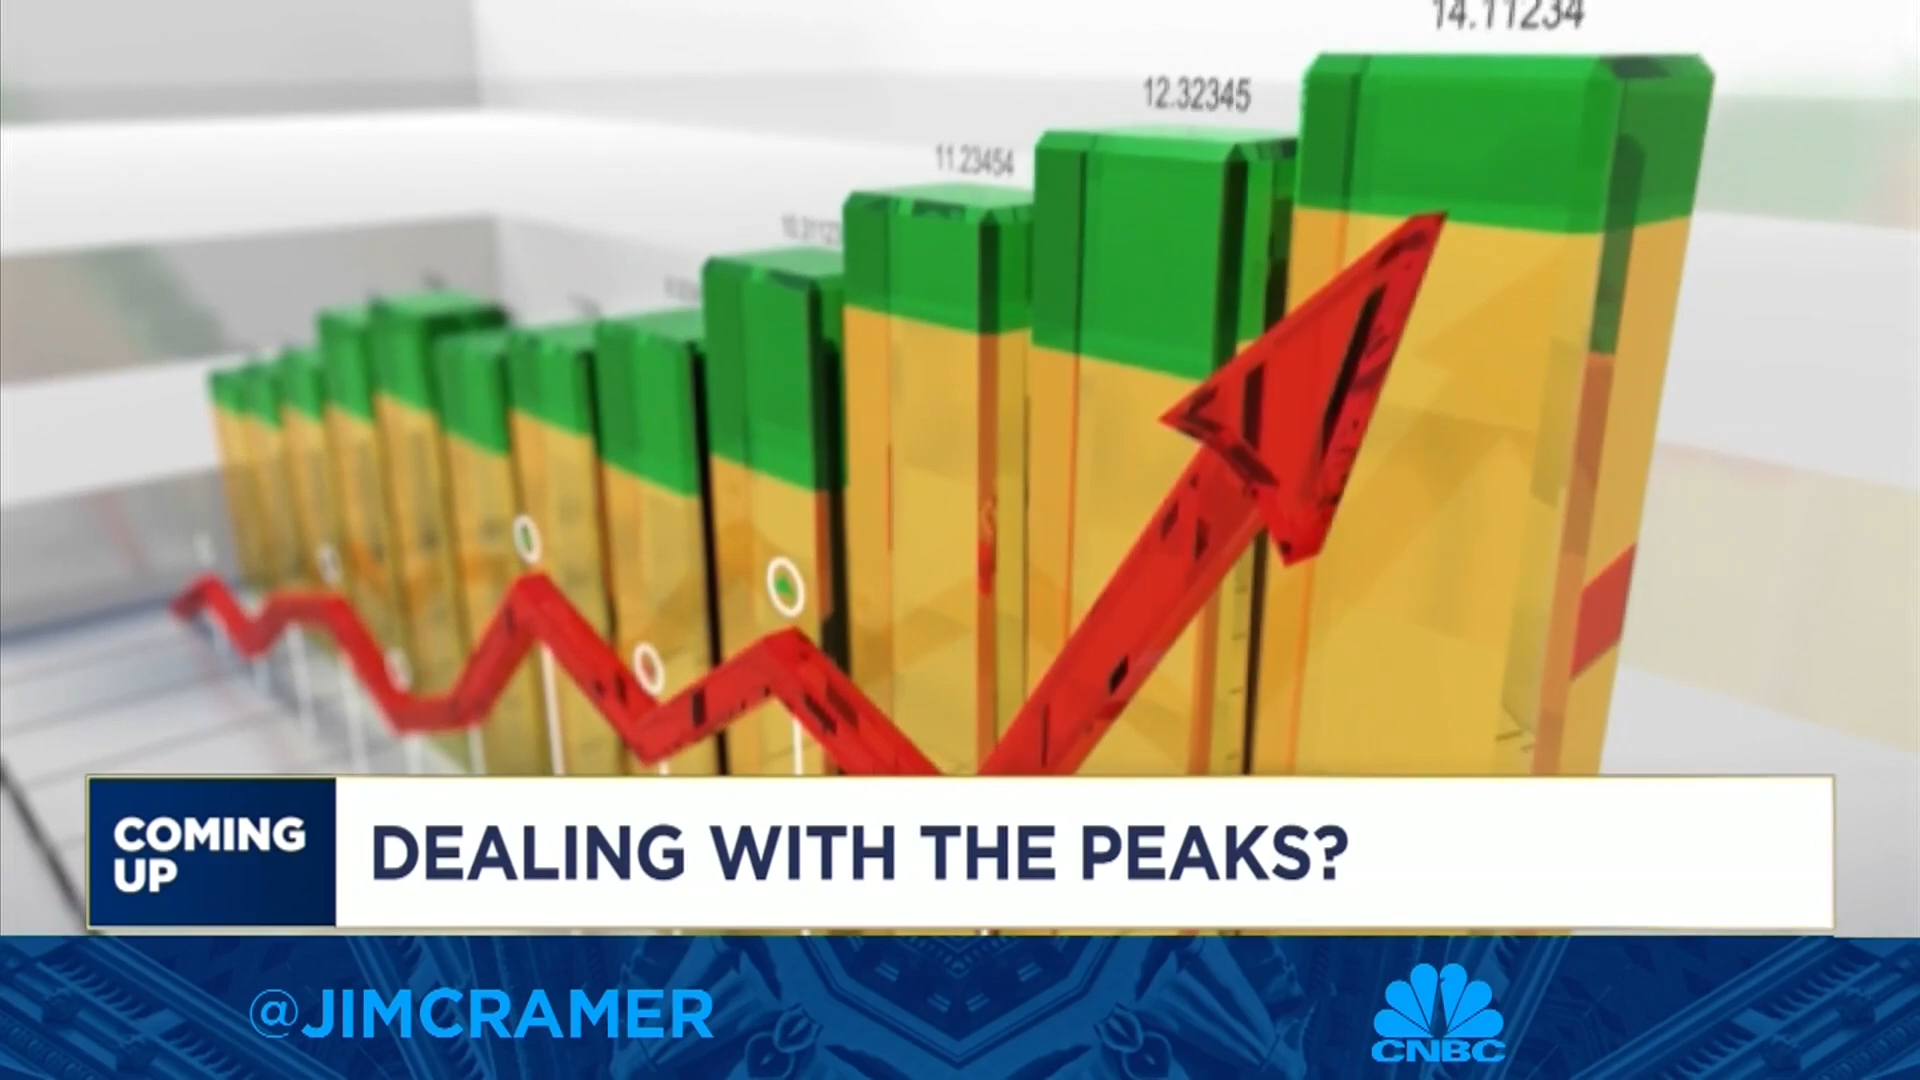 14.11234
12.32345
11.23454
COMING
UP
DEALING WITH THE PEAKS?
@JIMCRAMER
CNBC